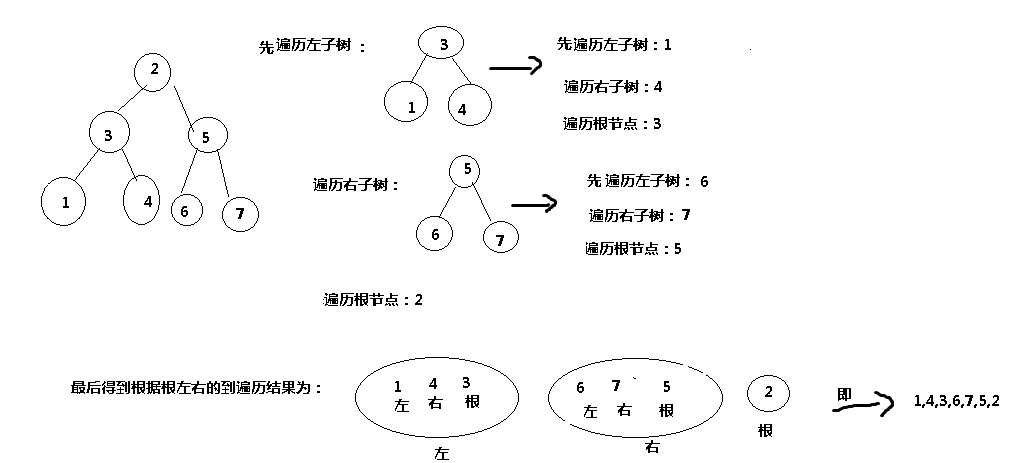 2
3 5
1 4 6 7
先遍历左子树：
3
1 4
先遍历左子树：1
遍历右子树：4
遍历根节点：3
遍历右子树：
5
6 7
先遍历左子树：6
遍历右子树：7
遍历根节点：5
遍历根节点：2
最后得到根据根左右的到遍历结果为：
1 4 3
左 右 根
左
6 7 5
左 右 根
右
2
根
即
1,4,3,6,7,5,2